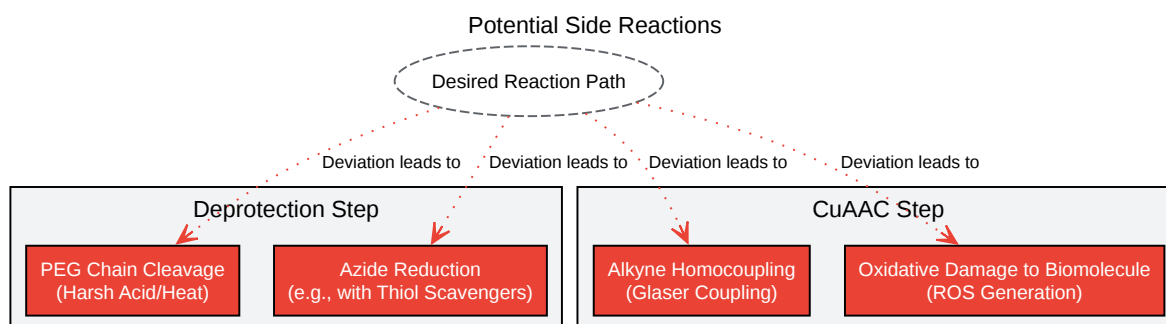 Potential Side Reactions
Desired Reaction Path
Deviation leads to
Deviation leads to
Deviation leads to
Deviation leads to
Deprotection Step
PEG Chain Cleavage
(Harsh Acid/Heat)
Azide Reduction
(e.g., with Thiol Scavengers)
CuAAC Step
Alkyne Homocoupling
(Glaser Coupling)
Oxidative Damage to Biomolecule
(ROS Generation)